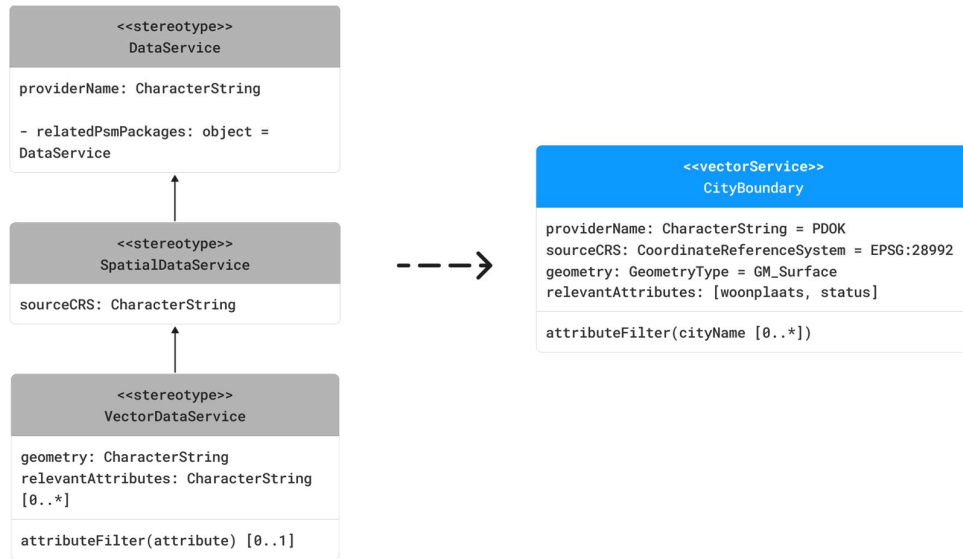 <<stereotype>>
DataService
providerName: CharacterString
- relatedPsmPackages: object =
DataService
<<stereotype>>
SpatialDataService
sourceCRS: CharacterString
<<stereotype>>
VectorDataService
geometry: CharacterString
relevantAttributes: CharacterString
[0..*]
attributeFilter(attribute) [0..1]
<<vectorService>>
CityBoundary
providerName: CharacterString = PDOK
sourceCRS: CoordinateReferenceSystem = EPSG:28992
geometry: GeometryType = GM_Surface
relevantAttributes: [woonplaats, status]
attributeFilter(cityName [0..*])